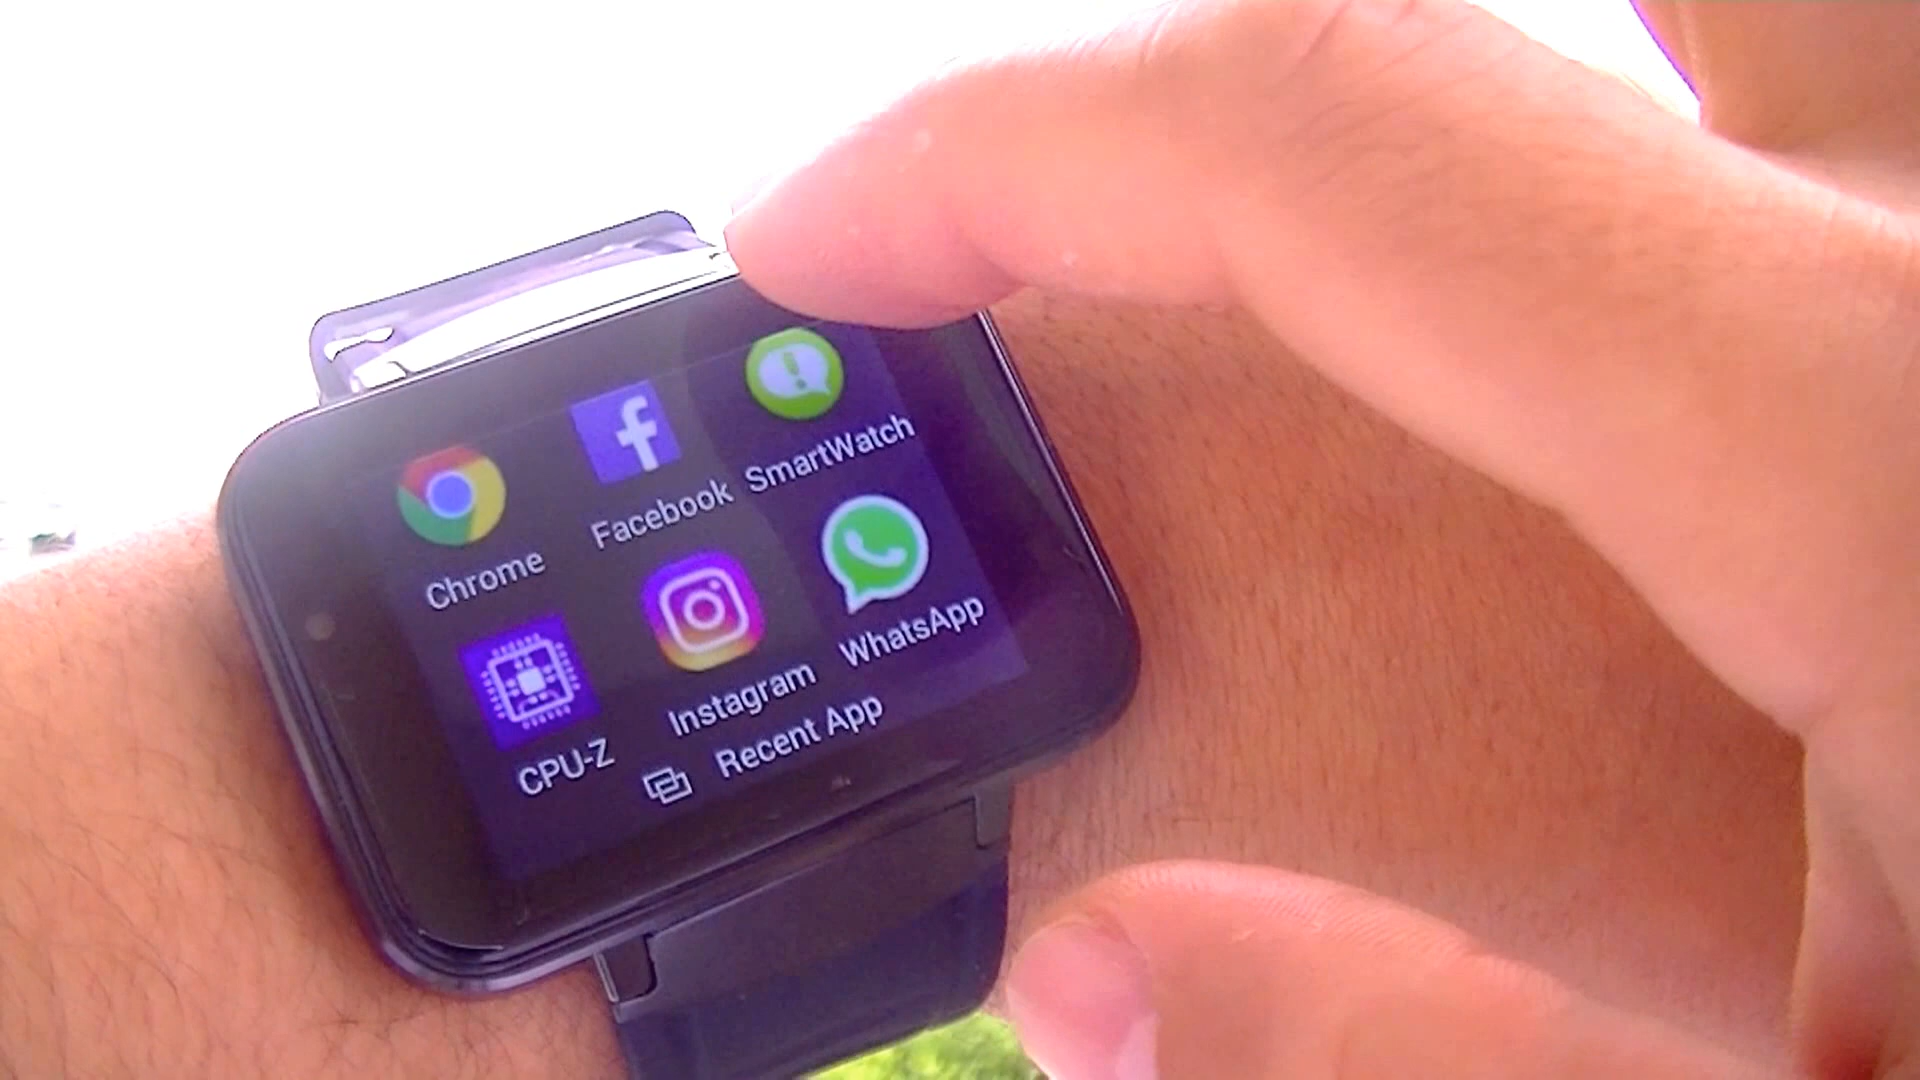 Chrome
Facebook
SmartWatch
CPU-Z
Instagram
WhatsApp
Recent App